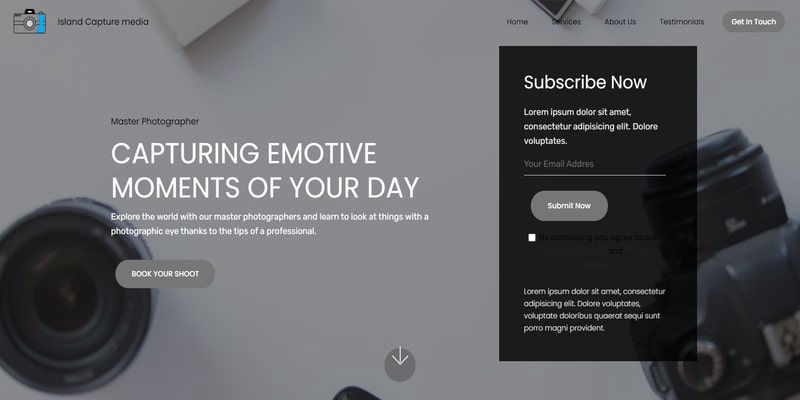 Island Capture media
Home
Services
About Us
Testimonials
Get In Touch
Master Photographer
CAPTURING EMOTIVE
MOMENTS OF YOUR DAY
Explore the world with our master photographers and learn to look at things with a
photographic eye thanks to the tips of a professional.
BOOK YOUR SHOOT
Subscribe Now
Lorem ipsum dolor sit amet,
consectetur adipisicing elit. Dolore
voluptates.
Your Email Addres
Submit Now
By continuing you agree to our
and
Lorem ipsum dolor sit amet, consectetur
adipisicing elit. Dolore voluptates,
voluptate doloribus quaerat sequi sunt
porro magni provident.